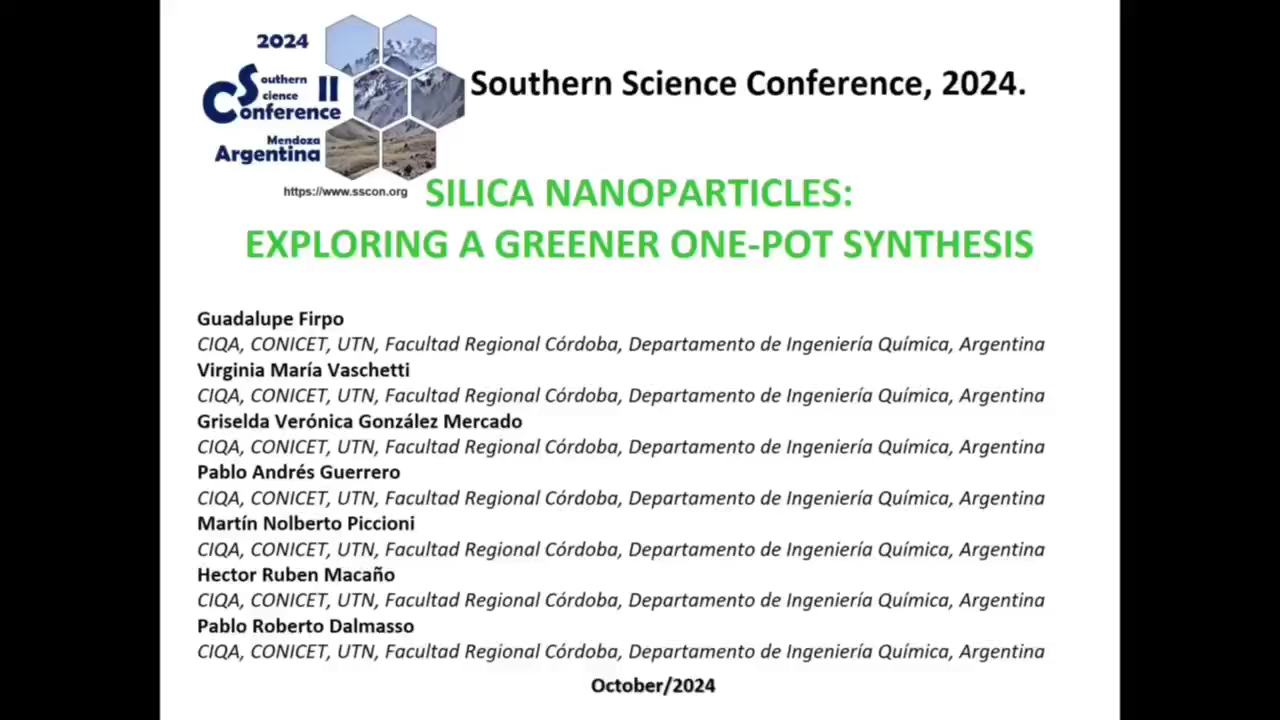 2024
Southern
Science II
Conference
Mendoza
Argentina
https://www.sscon.org
Southern Science Conference, 2024.
SILICA NANOPARTICLES:
EXPLORING A GREENER ONE-POT SYNTHESIS
Guadalupe Firpo
CIQA, CONICET, UTN, Facultad Regional Córdoba, Departamento de Ingeniería Química, Argentina
Virginia María Vaschetti
CIQA, CONICET, UTN, Facultad Regional Córdoba, Departamento de Ingeniería Química, Argentina
Griselda Verónica González Mercado
CIQA, CONICET, UTN, Facultad Regional Córdoba, Departamento de Ingeniería Química, Argentina
Pablo Andrés Guerrero
CIQA, CONICET, UTN, Facultad Regional Córdoba, Departamento de Ingeniería Química, Argentina
Martín Nolberto Piccioni
CIQA, CONICET, UTN, Facultad Regional Córdoba, Departamento de Ingeniería Química, Argentina
Hector Ruben Macaño
CIQA, CONICET, UTN, Facultad Regional Córdoba, Departamento de Ingeniería Química, Argentina
Pablo Roberto Dalmasso
CIQA, CONICET, UTN, Facultad Regional Córdoba, Departamento de Ingeniería Química, Argentina
October/2024